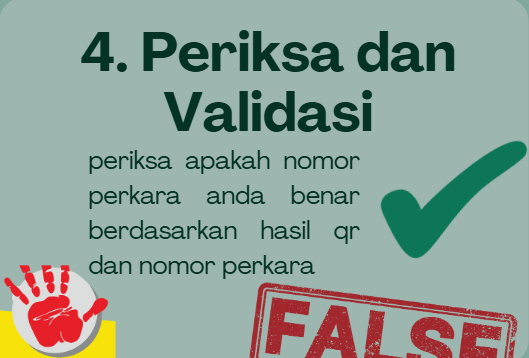 4. Periksa dan
Validasi
periksa apakah nomor
perkara anda benar
berdasarkan hasil qr
dan nomor perkara
FALSE